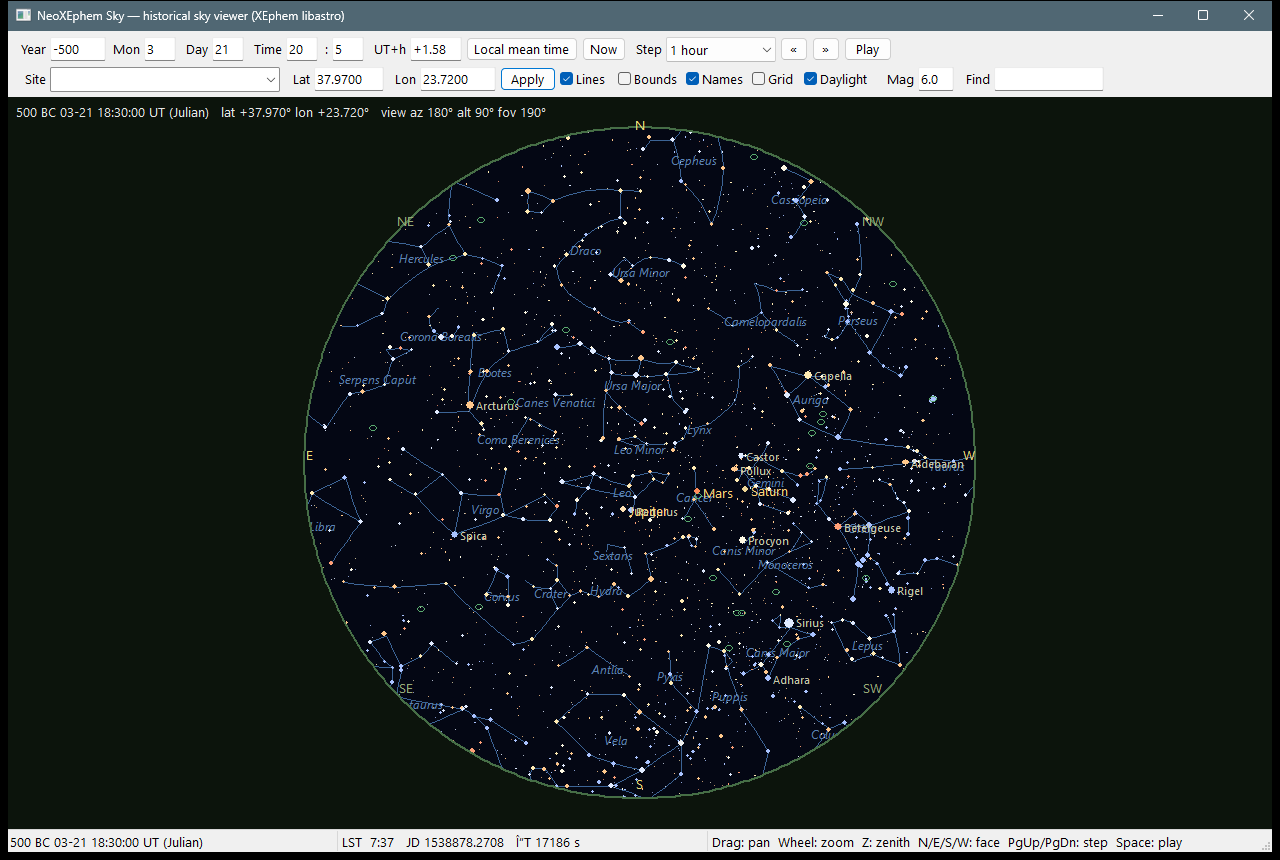 NeoXEphem Sky — historical sky viewer (XEphem libastro)
Year -500 Mon 3 Day 21 Time 20 : 5 UT+h +1.58 Local mean time Now Step 1 hour « » Play
Site Lat 37.9700 Lon 23.7200 Apply Lines Bounds Names Grid Daylight Mag 6.0 Find
500 BC 03-21 18:30:00 UT (Julian) lat +37.970° lon +23.720° view az 180° alt 90° fov 190°
N
Cepheus
Cassiopeia
NE
NW
Draco
Hercules
Ursa Minor
Camelopardalis
Perseus
Corona Borealis
Bootes
Capella
Serpens Caput
Ursa Major
Auriga
Arcturus
Canes Venatici
Lynx
Coma Berenices
Leo Minor
E
Castor
W
Aldebaran
Pollux
Gemini
Leo
Mars
Saturn
Cancer
Virgo
Libra
Betelgeuse
Spica
Procyon
Canis Minor
Sextans
Monoceros
Corvus
Crater
Hydra
Rigel
Sirius
Lepus
Canis Major
Antlia
Pyxis
Adhara
SE
SW
Puppis
taurus
Vela
Colu
S
500 BC 03-21 18:30:00 UT (Julian) LST 7:37 JD 1538878.2708 Î"T 17186 s Drag: pan Wheel: zoom Z: zenith N/E/S/W: face PgUp/PgDn: step Space: play